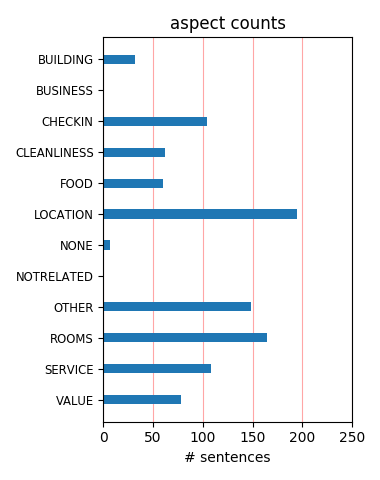 aspect counts
BUILDING
BUSINESS
CHECKIN
CLEANLINESS
FOOD
LOCATION
NONE
NOTRELATED
OTHER
ROOMS
SERVICE
VALUE
0 50 100 150 200 250
# sentences